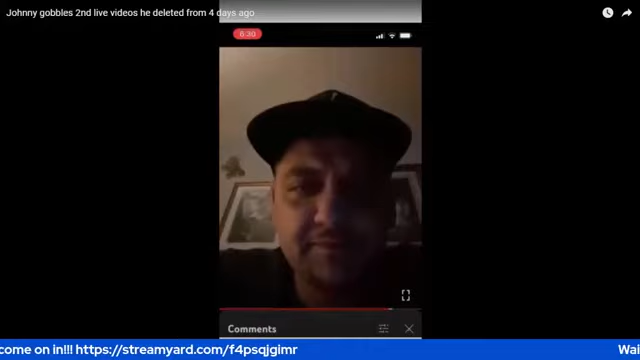 Johnny gobbles 2nd live videos he deleted from 4 days ago
6:30
Comments
come on in!!! https://streamyard.com/f4psqjgimr
Wai